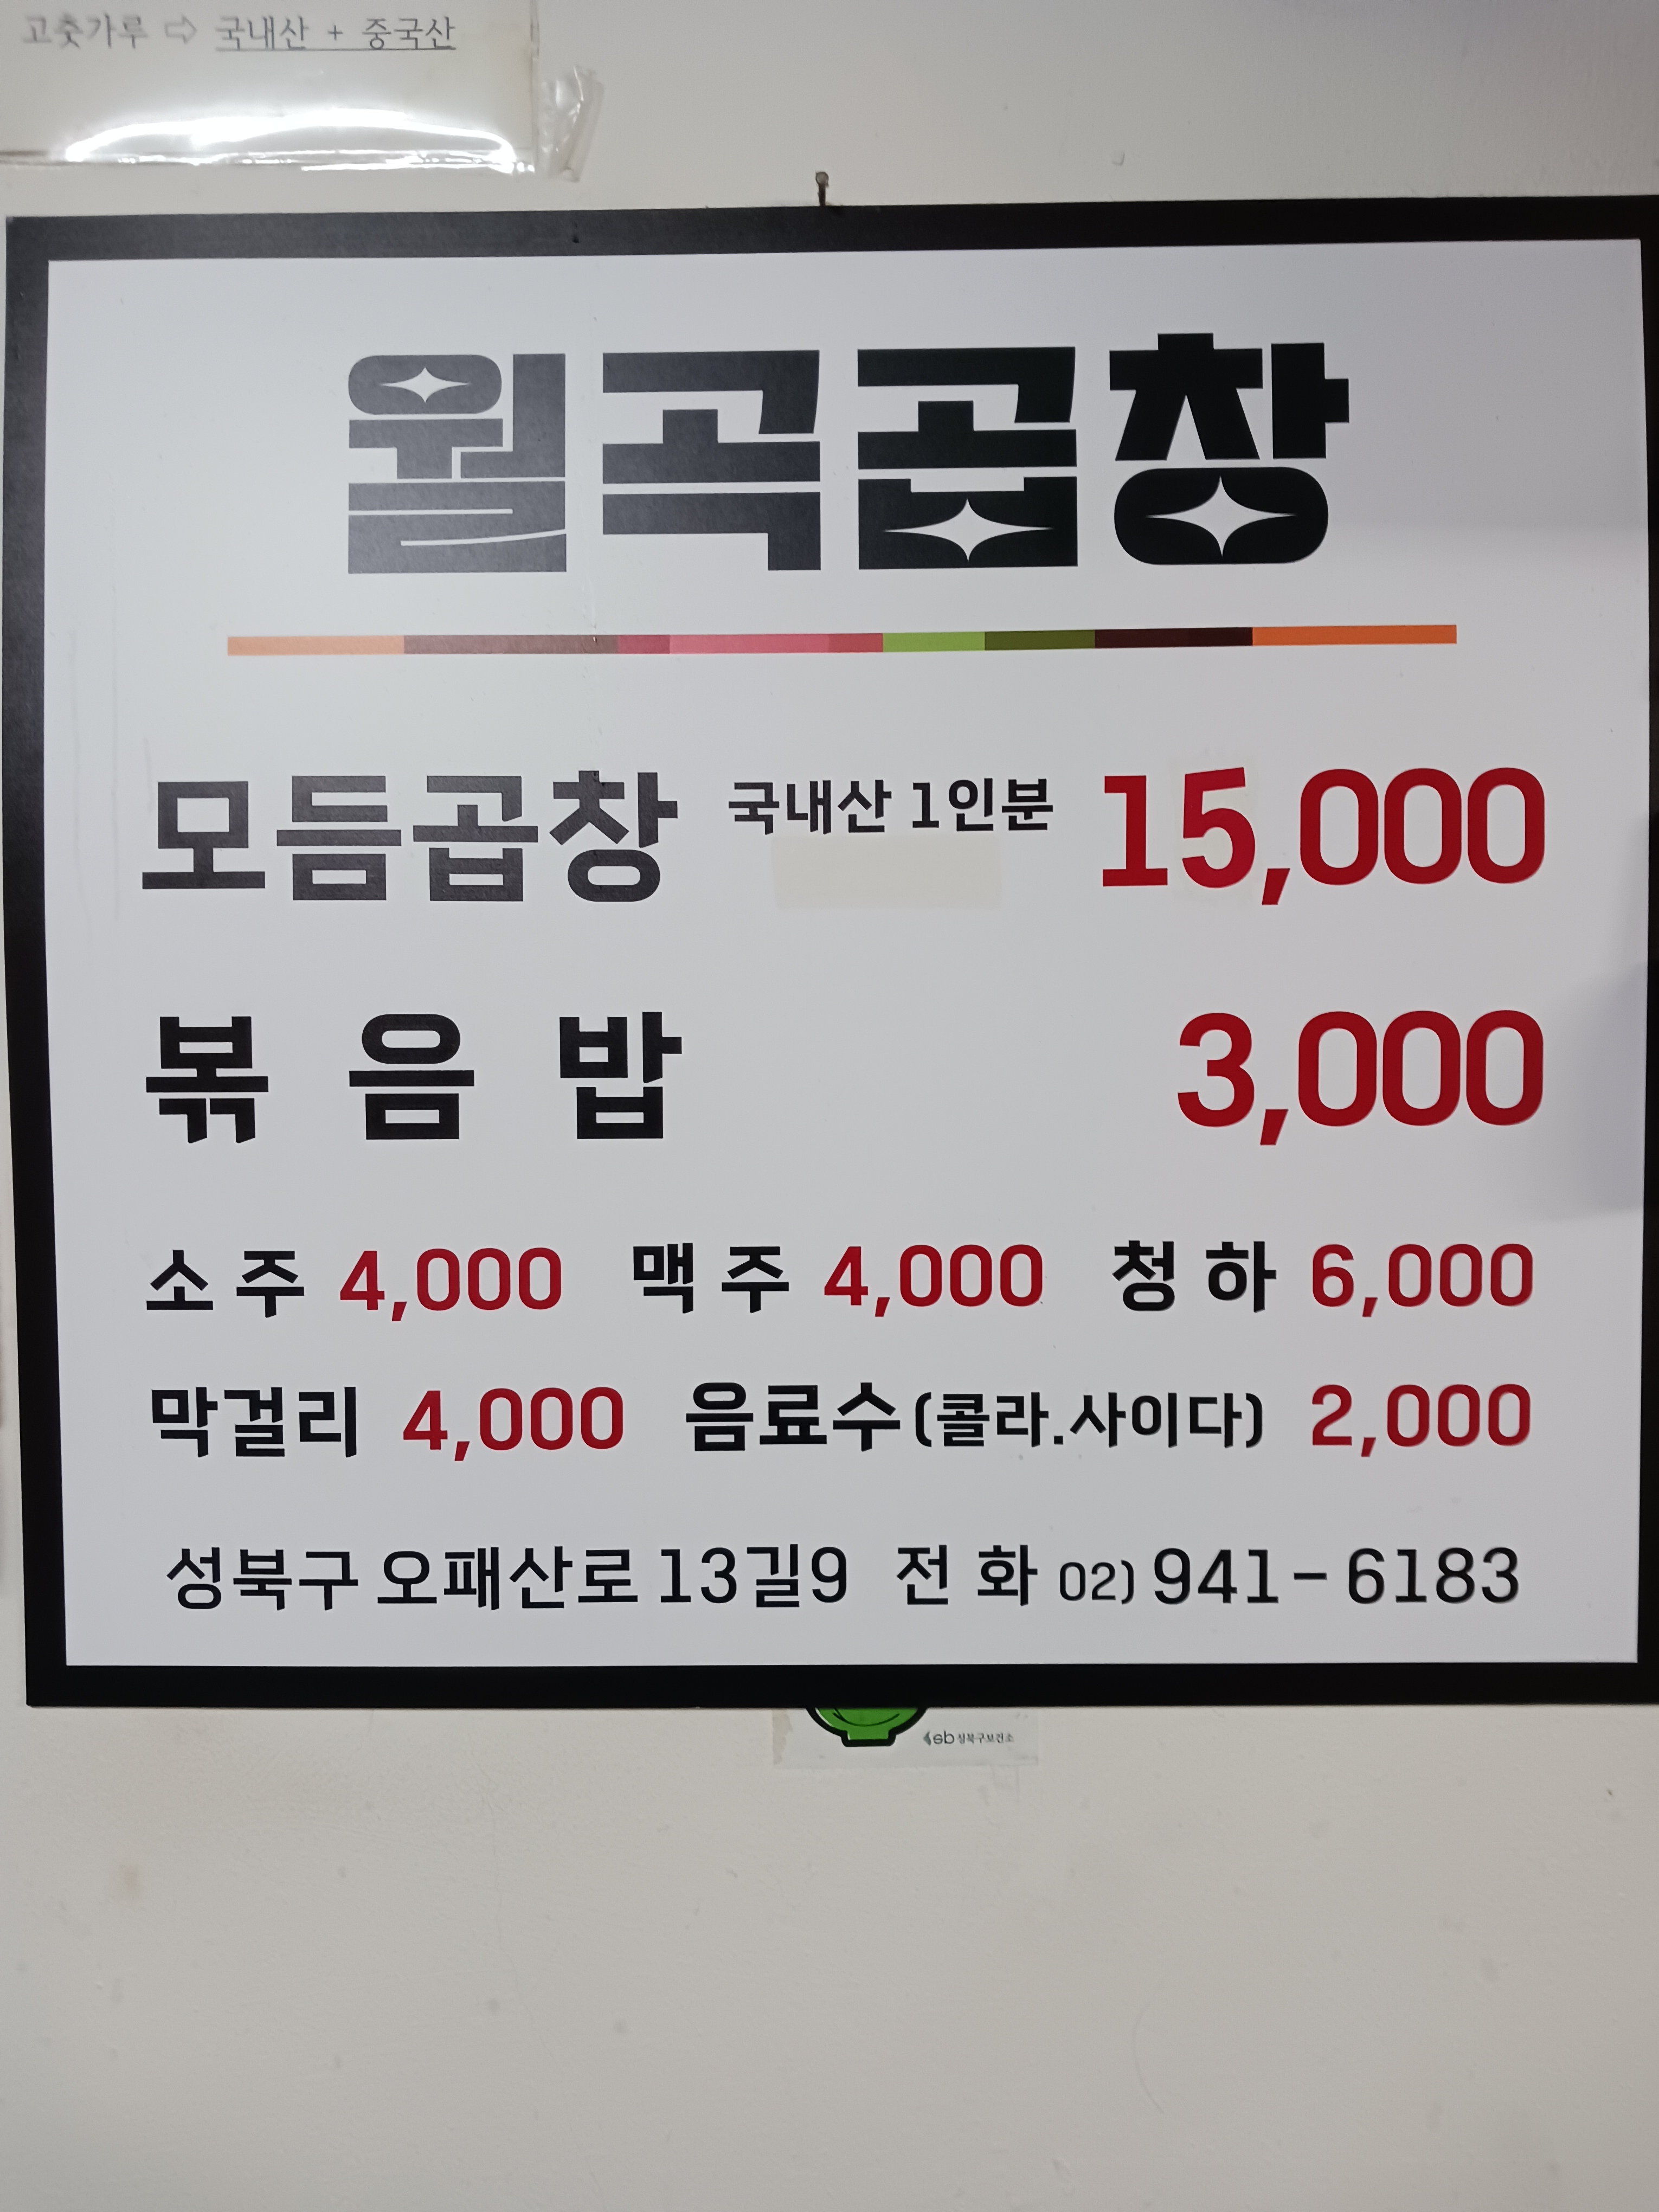 고춧가루 ⇨ 국내산 + 중국산
월곡곱창
모듬곱창 국내산 1인분 15,000
볶 음 밥 3,000
소 주 4,000 맥 주 4,000 청 하 6,000
막걸리 4,000 음료수(콜라.사이다) 2,000
성북구 오패산로13길9 전 화 02) 941-6183
eb 성북구보건소